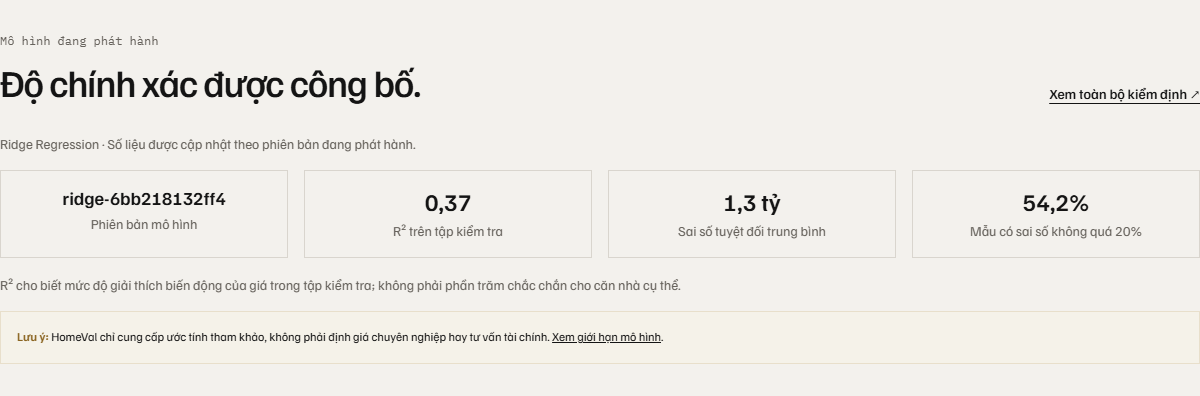 Mô hình đang phát hành
Độ chính xác được công bố.
Xem toàn bộ kiểm định ↗
Ridge Regression · Số liệu được cập nhật theo phiên bản đang phát hành.
ridge-6bb218132ff4
Phiên bản mô hình
0,37
R² trên tập kiểm tra
1,3 tỷ
Sai số tuyệt đối trung bình
54,2%
Mẫu có sai số không quá 20%
R² cho biết mức độ giải thích biến động của giá trong tập kiểm tra; không phải phần trăm chắc chắn cho căn nhà cụ thể.
Lưu ý: HomeVal chỉ cung cấp ước tính tham khảo, không phải định giá chuyên nghiệp hay tư vấn tài chính. Xem giới hạn mô hình.